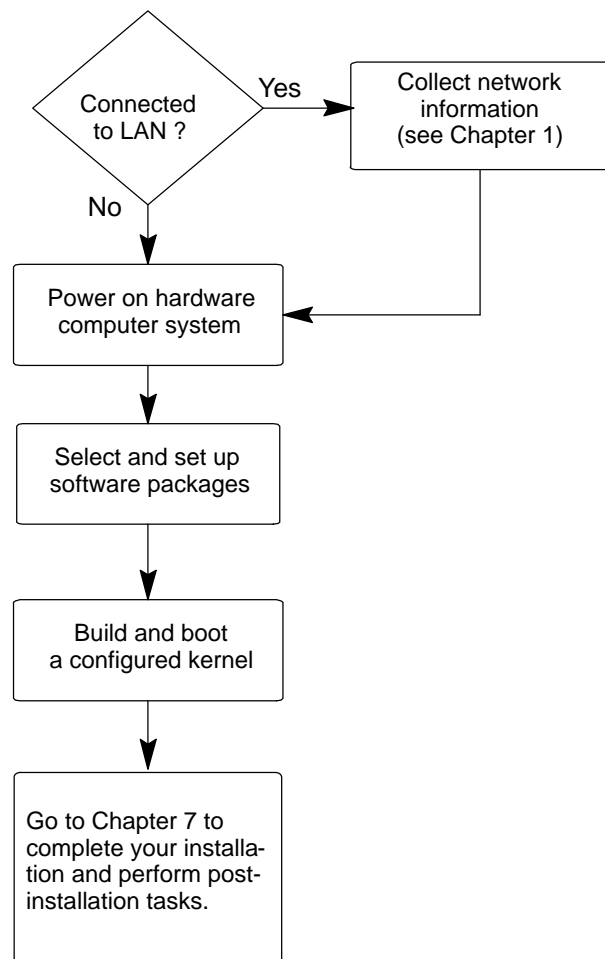 Connected
to LAN ?
Yes
Collect network
information
(see Chapter 1)
No
Power on hardware
computer system
Select and set up
software packages
Build and boot
a configured kernel
Go to Chapter 7 to
complete your installa-
tion and perform post-
installation tasks.